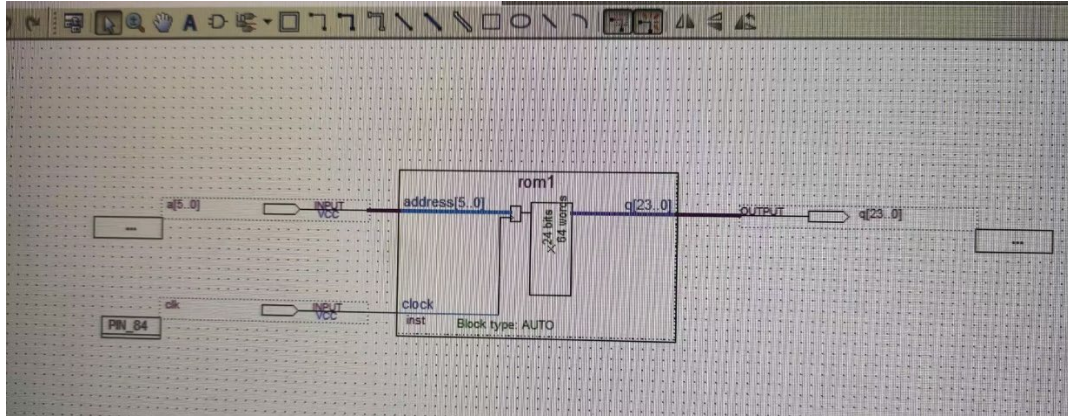 A
rom1
a[5..0]
INPUT
VCC
address[5..0]
q[23..0]
OUTPUT
q[23..0]
...
...
24 bits
64 words
clk
INPUT
VCC
clock
PIN_84
inst
Block type: AUTO